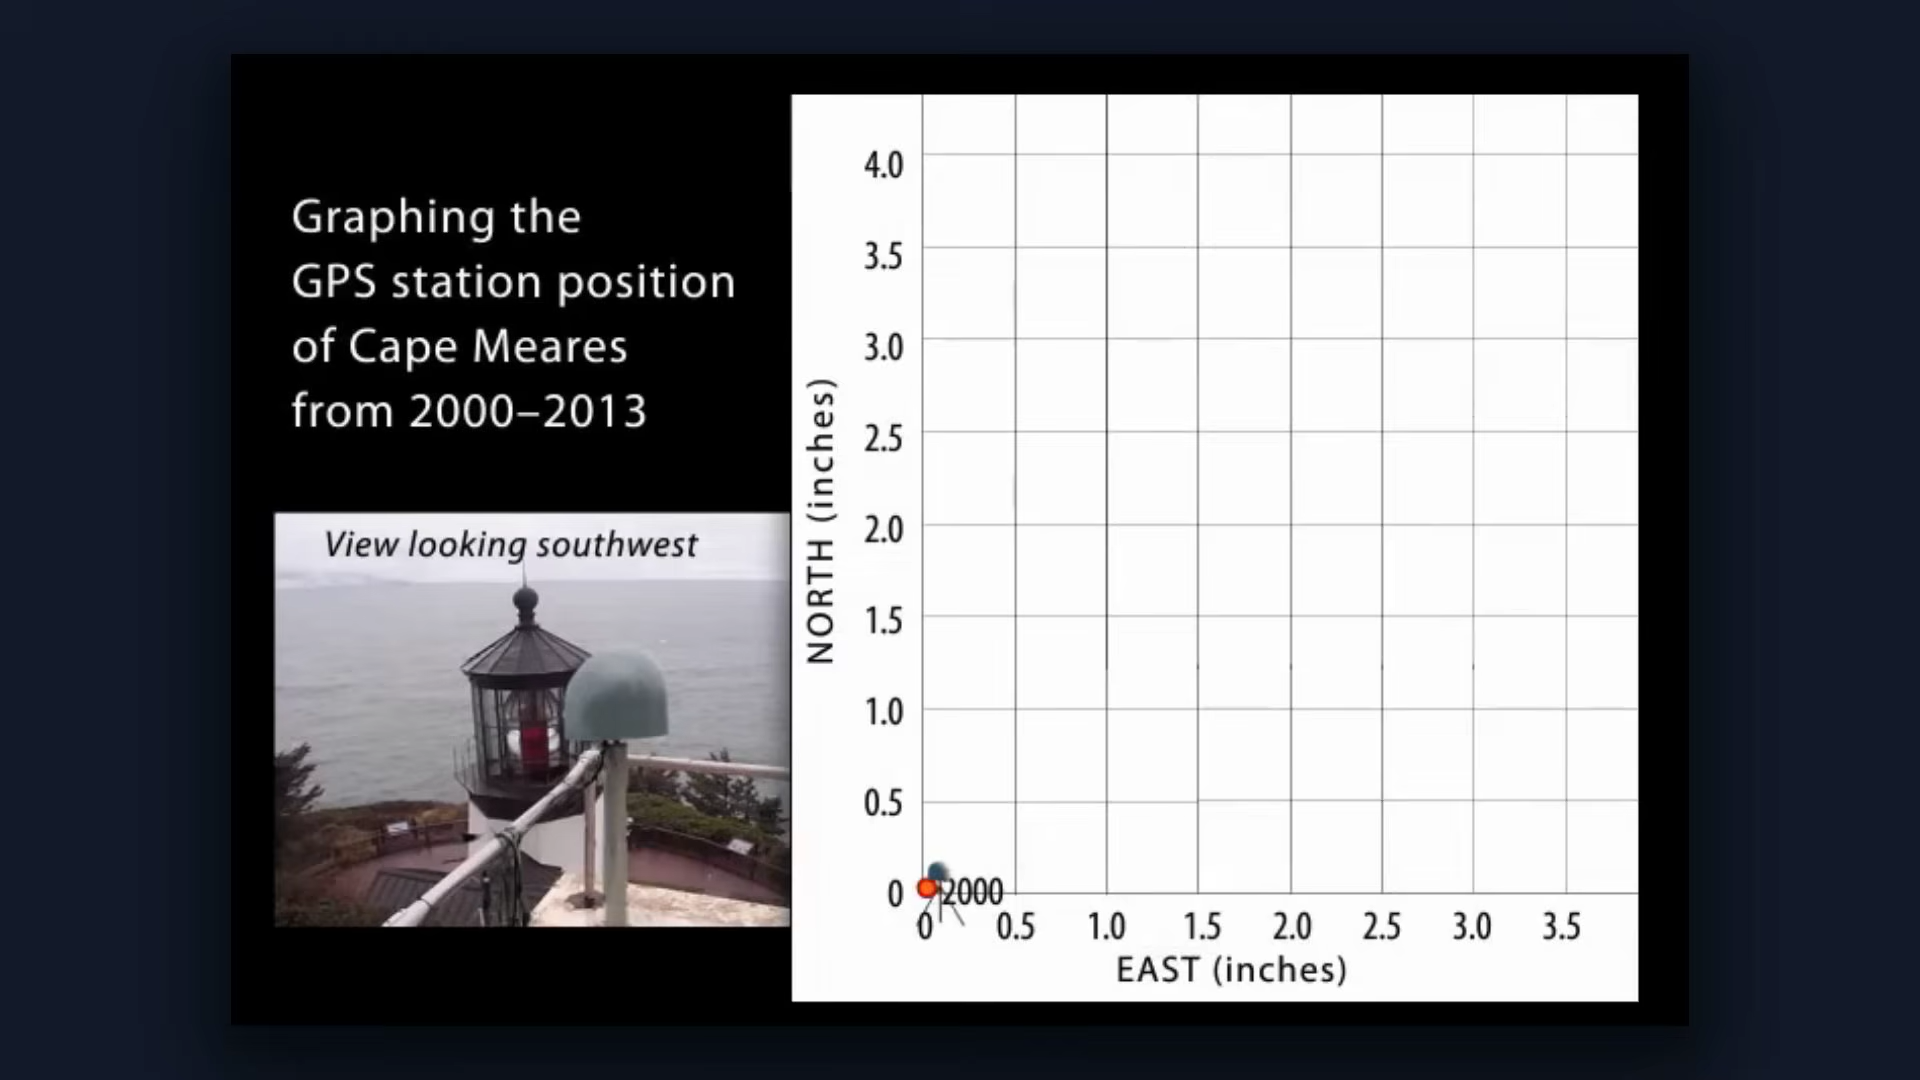 Graphing the
GPS station position
of Cape Meares
from 2000–2013
View looking southwest
NORTH (inches)
4.0
3.5
3.0
2.5
2.0
1.5
1.0
0.5
0
2000
0 0.5 1.0 1.5 2.0 2.5 3.0 3.5
EAST (inches)